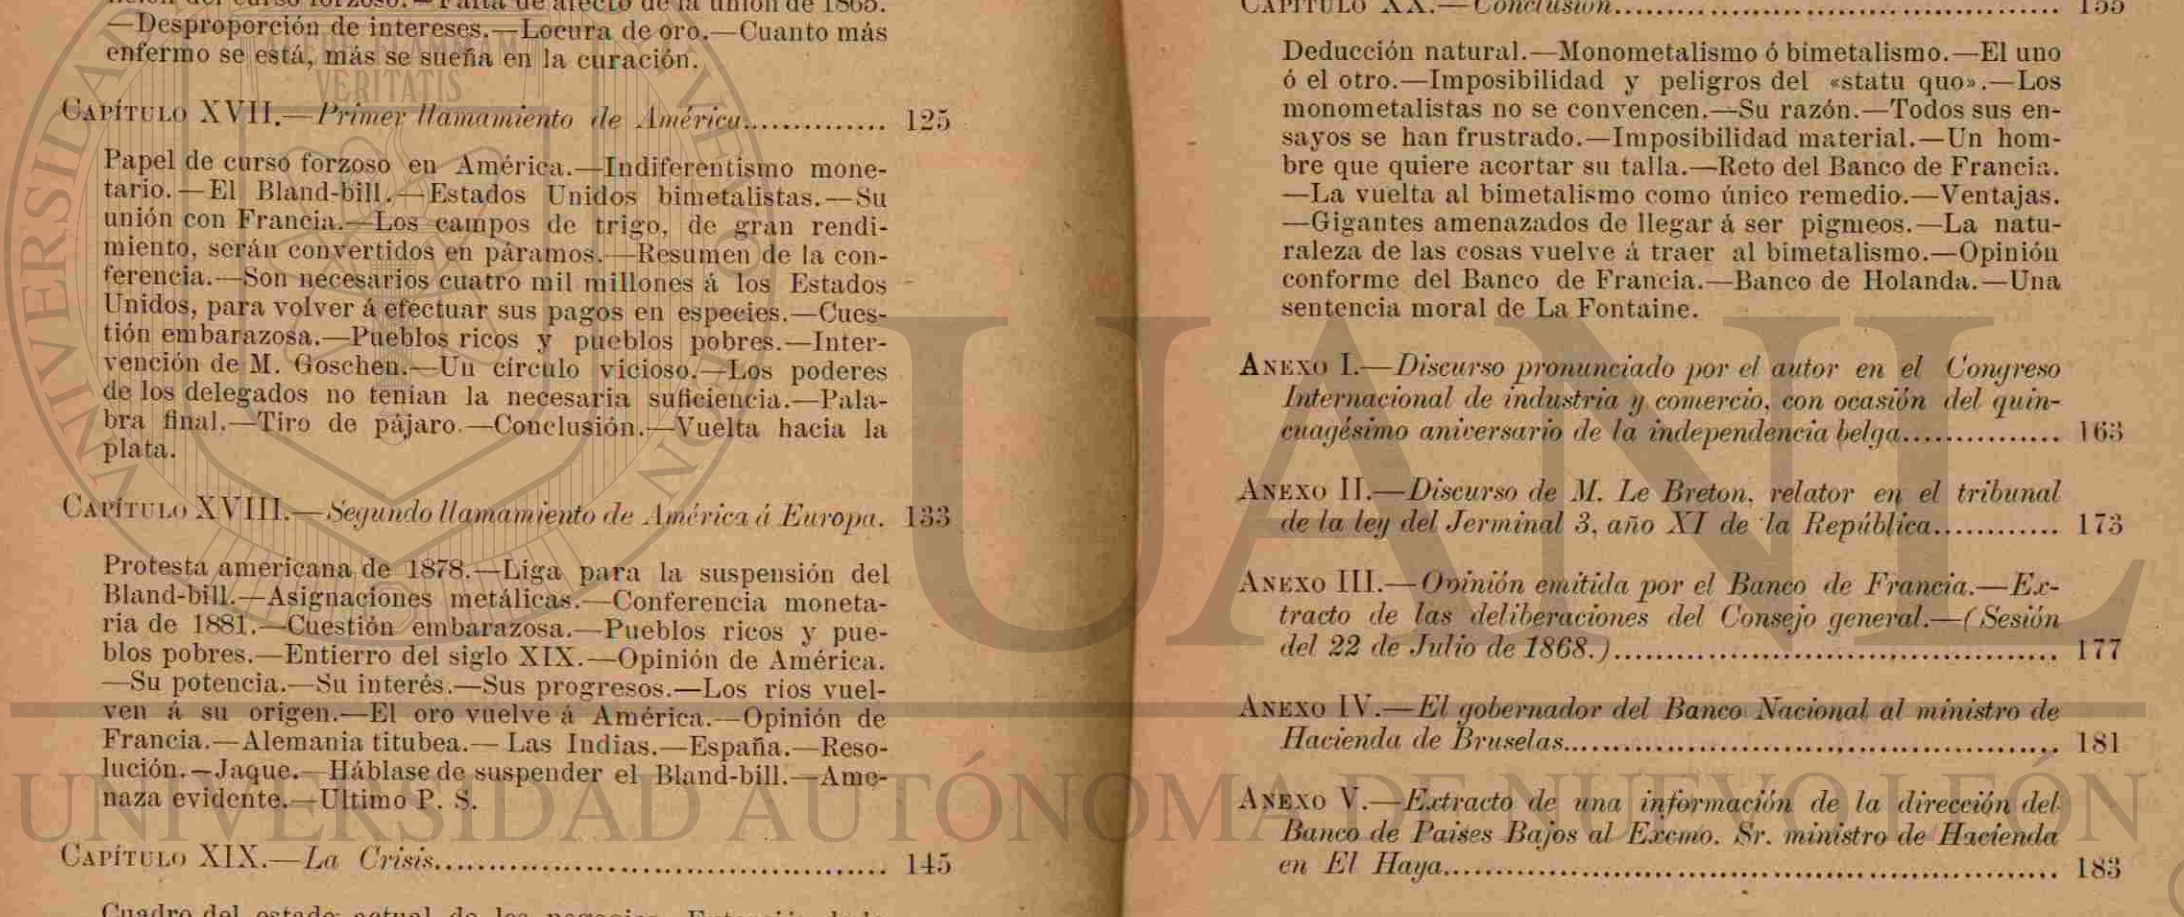 —Desproporción de intereses.—Locura de oro.—Cuanto más
enfermo se está, más se sueña en la curación.
CAPÍTULO XVII.—Primer llamamiento de América.............. 125
Papel de curso forzoso en América.—Indiferentismo mone-
tario.—El Bland-bill.—Estados Unidos bimetalistas.—Su
unión con Francia.—Los campos de trigo, de gran rendi-
miento, serán convertidos en páramos.—Resumen de la con-
ferencia.—Son necesarios cuatro mil millones á los Estados
Unidos, para volver á efectuar sus pagos en especies.—Cues-
tión embarazosa.—Pueblos ricos y pueblos pobres.—Inter-
vención de M. Goschen.—Un círculo vicioso.—Los poderes
de los delegados no tenían la necesaria suficiencia.—Pala-
bra final.—Tiro de pájaro.—Conclusión.—Vuelta hacia la
plata.
CAPÍTULO XVIII.—Segundo llamamiento de América á Europa. 133
Protesta americana de 1878.—Liga para la suspensión del
Bland-bill.—Asignaciones metálicas.—Conferencia moneta-
ria de 1881.—Cuestión embarazosa.—Pueblos ricos y pue-
blos pobres.—Entierro del siglo XIX.—Opinión de América.
—Su potencia.—Su interés.—Sus progresos.—Los ríos vuel-
ven á su origen.—El oro vuelve á América.—Opinión de
Francia.—Alemania titubea.—Las Indias.—España.—Reso-
lución.—Jaque.—Háblase de suspender el Bland-bill.—Ame-
naza evidente.—Ultimo P. S.
CAPÍTULO XIX.—La Crisis.......................................... 145
CAPÍTULO XX.—Conclusión.......................................... 155
Deducción natural.—Monometalismo ó bimetalismo.—El uno
ó el otro.—Imposibilidad y peligros del «statu quo».—Los
monometalistas no se convencen.—Su razón.—Todos sus en-
sayos se han frustrado.—Imposibilidad material.—Un hom-
bre que quiere acortar su talla.—Reto del Banco de Francia.
—La vuelta al bimetalismo como único remedio.—Ventajas.
—Gigantes amenazados de llegar á ser pigmeos.—La natu-
raleza de las cosas vuelve á traer al bimetalismo.—Opinión
conforme del Banco de Francia.—Banco de Holanda.—Una
sentencia moral de La Fontaine.
ANEXO I.—Discurso pronunciado por el autor en el Congreso
Internacional de industria y comercio, con ocasión del quin-
cuagésimo aniversario de la independencia belga............... 163
ANEXO II.—Discurso de M. Le Breton, relator en el tribunal
de la ley del Jerminal 3, año XI de la República............ 173
ANEXO III.—Opinión emitida por el Banco de Francia.—Ex-
tracto de las deliberaciones del Consejo general.—(Sesión
del 22 de Julio de 1868.).......................................... 177
ANEXO IV.—El gobernador del Banco Nacional al ministro de
Hacienda de Bruselas............................................... 181
ANEXO V.—Extracto de una información de la dirección del
Banco de Paises Bajos al Excmo. Sr. ministro de Hacienda
en El Haya.......................................................... 183
VERITATIS
UANL
UNIVERSIDAD AUTÓNOMA DE NUEVO LEÓN